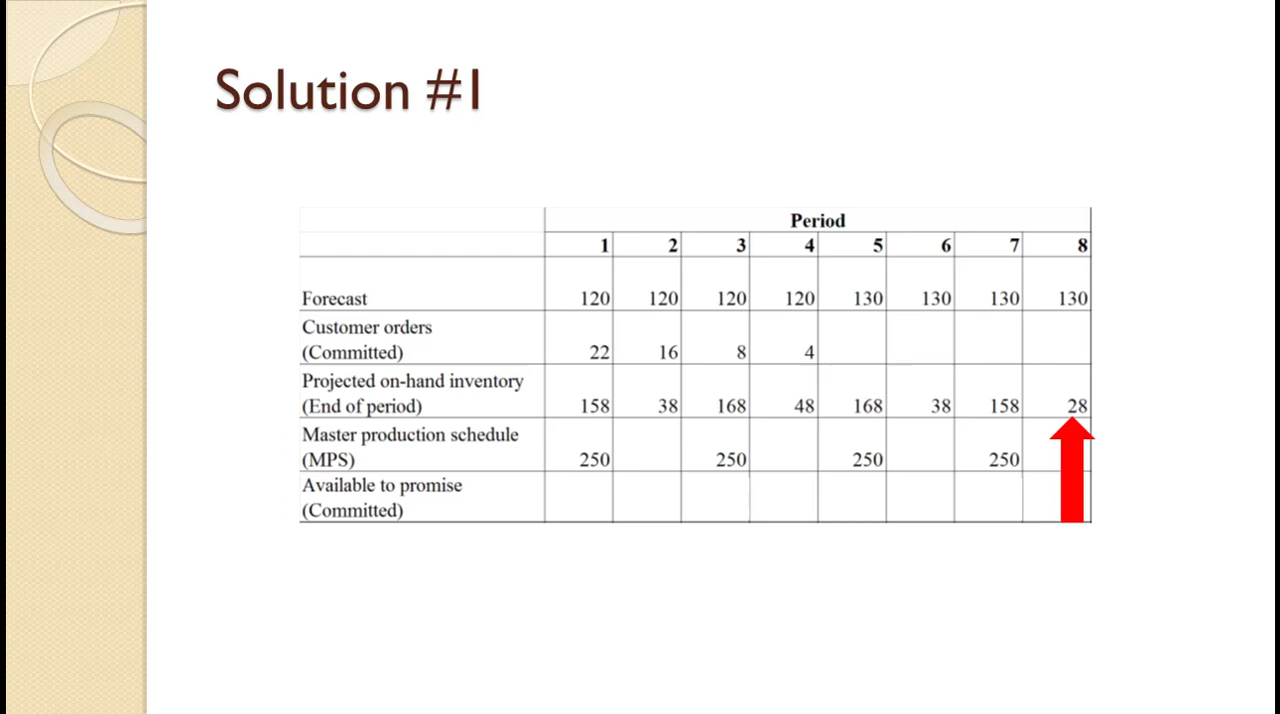 Solution #1
Period
1 2 3 4 5 6 7 8
Forecast 120 120 120 120 130 130 130 130
Customer orders
(Committed) 22 16 8 4
Projected on-hand inventory
(End of period) 158 38 168 48 168 38 158 28
Master production schedule
(MPS) 250 250 250 250
Available to promise
(Committed)